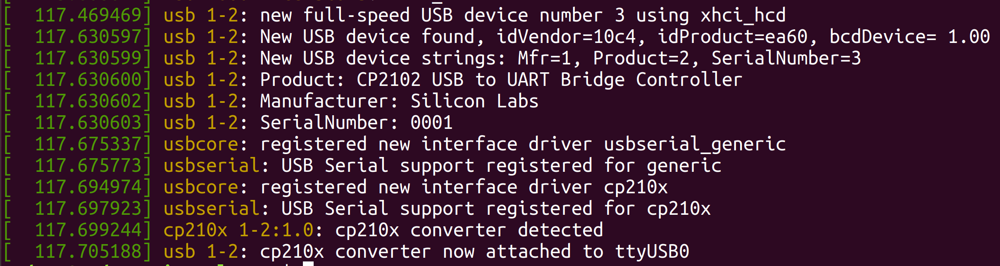 [  117.469469] usb 1-2: new full-speed USB device number 3 using xhci_hcd
[  117.630597] usb 1-2: New USB device found, idVendor=10c4, idProduct=ea60, bcdDevice= 1.00
[  117.630599] usb 1-2: New USB device strings: Mfr=1, Product=2, SerialNumber=3
[  117.630600] usb 1-2: Product: CP2102 USB to UART Bridge Controller
[  117.630602] usb 1-2: Manufacturer: Silicon Labs
[  117.630603] usb 1-2: SerialNumber: 0001
[  117.675337] usbcore: registered new interface driver usbserial_generic
[  117.675773] usbserial: USB Serial support registered for generic
[  117.694974] usbcore: registered new interface driver cp210x
[  117.697923] usbserial: USB Serial support registered for cp210x
[  117.699244] cp210x 1-2:1.0: cp210x converter detected
[  117.705188] usb 1-2: cp210x converter now attached to ttyUSB0